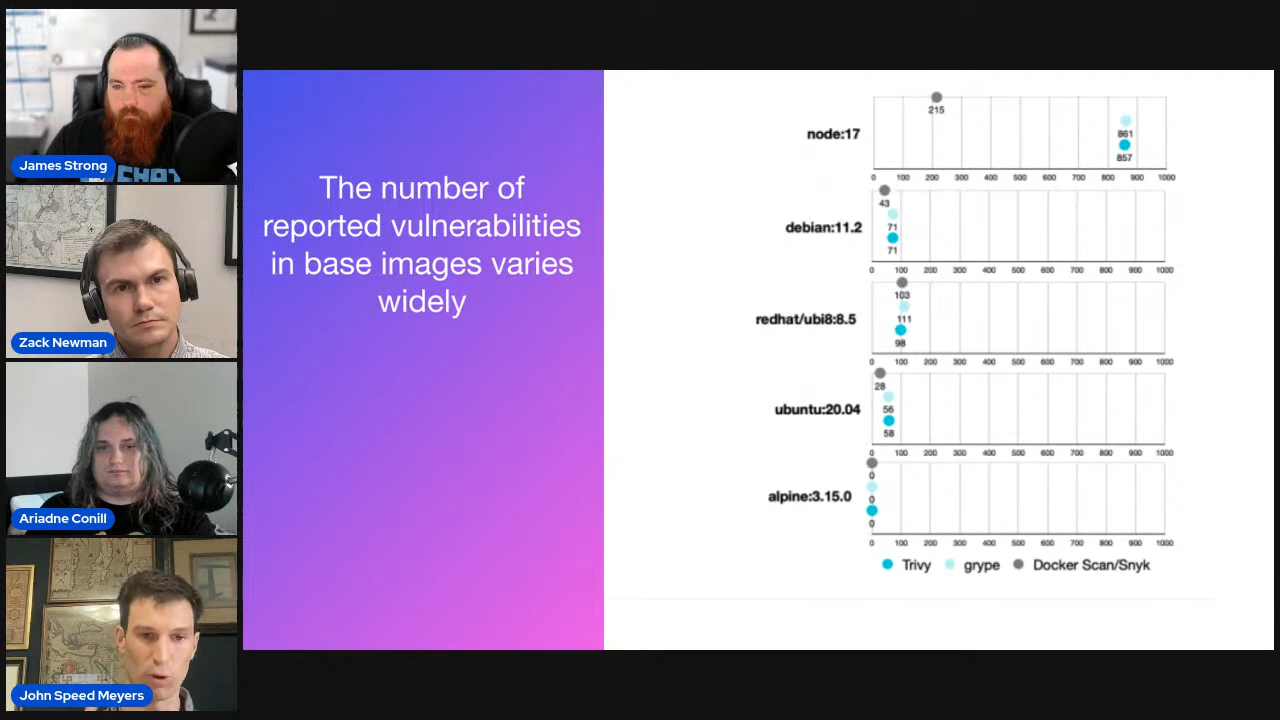 James Strong
Zack Newman
Ariadne Conill
John Speed Meyers
The number of
reported vulnerabilities
in base images varies
widely
215
node:17
861
857
0 100 200 300 400 500 600 700 800 900 1000
43
debian:11.2
71
71
0 100 200 300 400 500 600 700 800 900 1000
103
redhat/ubi8:8.5
111
98
0 100 200 300 400 500 600 700 800 900 1000
28
ubuntu:20.04
56
58
0 100 200 300 400 500 600 700 800 900 1000
0
alpine:3.15.0
0
0
0 100 200 300 400 500 600 700 800 900 1000
Trivy grype Docker Scan/Snyk